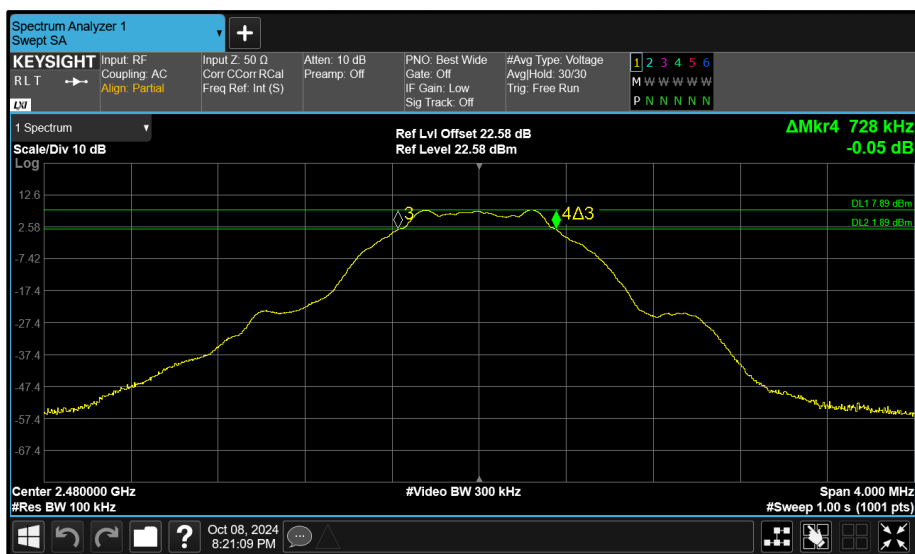 Spectrum Analyzer 1
Swept SA
+
KEYSIGHT
RLT
LXI
Input: RF
Coupling: AC
Align: Partial
Input Z: 50 Ω
Corr CCorr RCal
Freq Ref: Int (S)
Atten: 10 dB
Preamp: Off
PNO: Best Wide
Gate: Off
IF Gain: Low
Sig Track: Off
#Avg Type: Voltage
Avg|Hold: 30/30
Trig: Free Run
1 2 3 4 5 6
M W W W W W
P N N N N N
1 Spectrum
Scale/Div 10 dB
Ref Lvl Offset 22.58 dB
Ref Level 22.58 dBm
ΔMkr4 728 kHz
-0.05 dB
Log
12.6
2.58
-7.42
-17.4
-27.4
-37.4
-47.4
-57.4
-67.4
3
4Δ3
DL1 7.89 dBm
DL2 1.89 dBm
Center 2.480000 GHz
#Res BW 100 kHz
#Video BW 300 kHz
Span 4.000 MHz
#Sweep 1.00 s (1001 pts)
?
Oct 08, 2024
8:21:09 PM